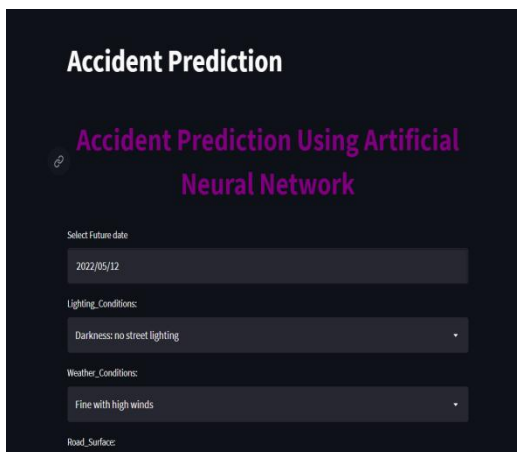 Accident Prediction
Accident Prediction Using Artificial
Neural Network
Select Future date
2022/05/12
Lighting_Conditions:
Darkness: no street lighting
Weather_Conditions:
Fine with high winds
Road_Surface: